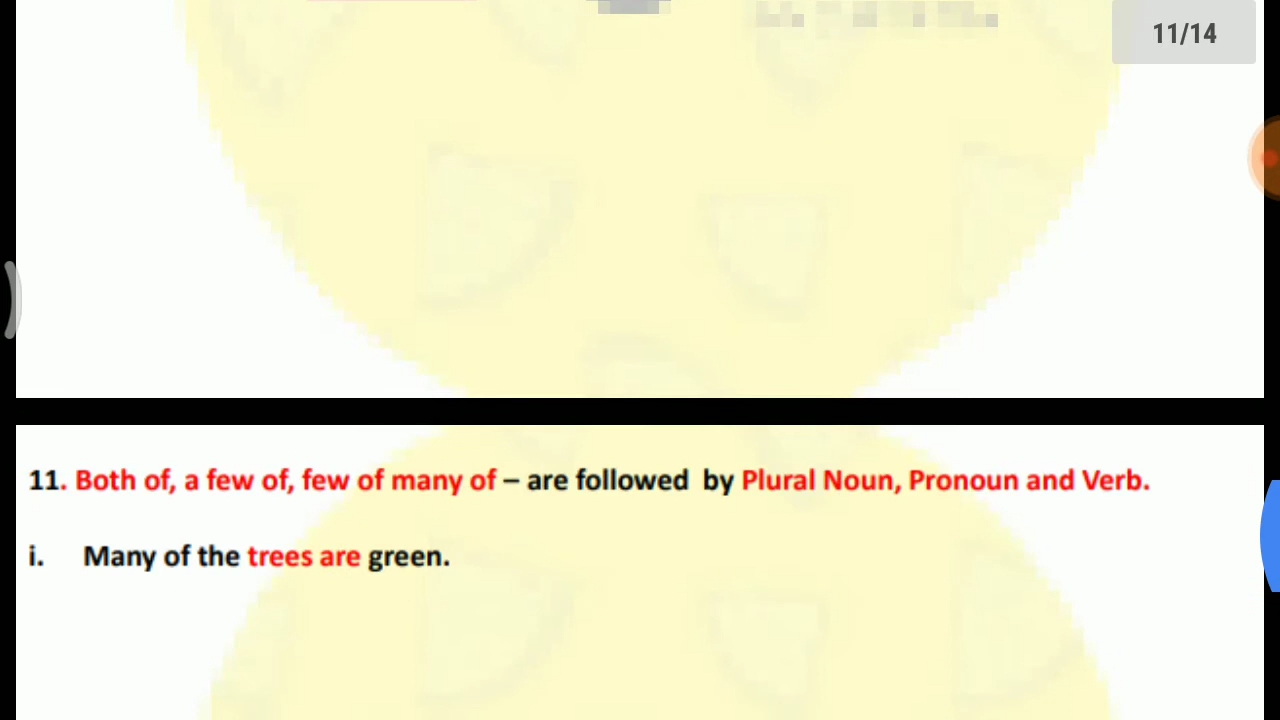 11/14
11. Both of, a few of, few of many of – are followed by Plural Noun, Pronoun and Verb.
i. Many of the trees are green.